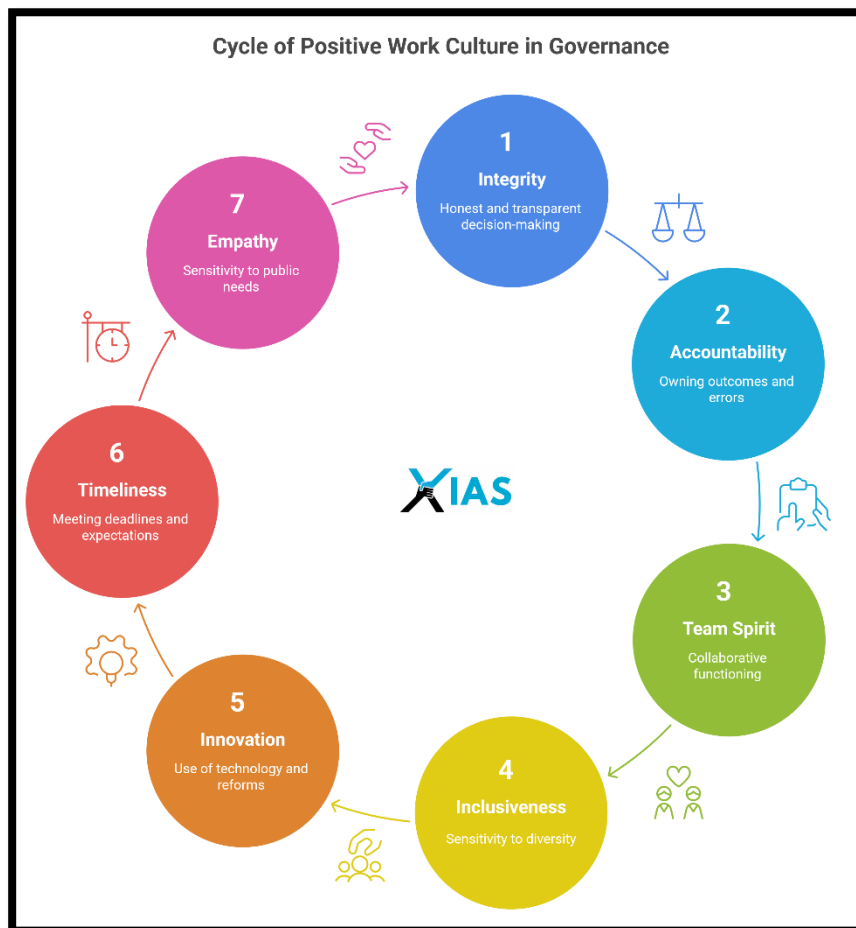 Cycle of Positive Work Culture in Governance
1
Integrity
Honest and transparent
decision-making
2
Accountability
Owning outcomes and
errors
3
Team Spirit
Collaborative
functioning
4
Inclusiveness
Sensitivity to diversity
5
Innovation
Use of technology and
reforms
6
Timeliness
Meeting deadlines and
expectations
7
Empathy
Sensitivity to public
needs
XIAS